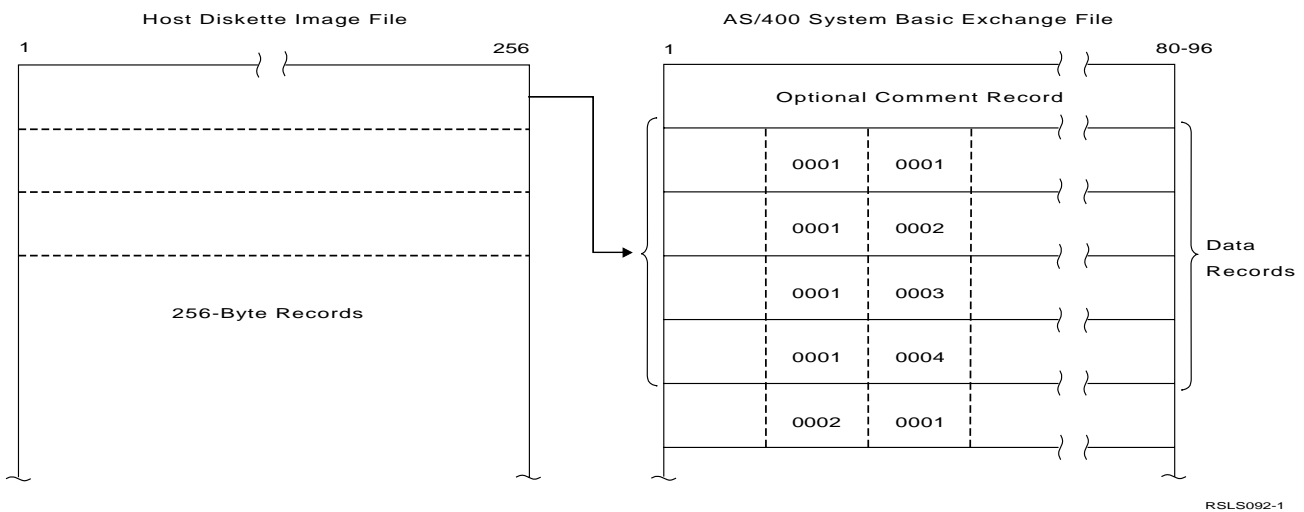 Host Diskette Image File
AS/400 System Basic Exchange File
1 256
1 80-96
Optional Comment Record
0001 0001
0001 0002
0001 0003
0001 0004
0002 0001
Data
Records
256-Byte Records
RSLS092-1